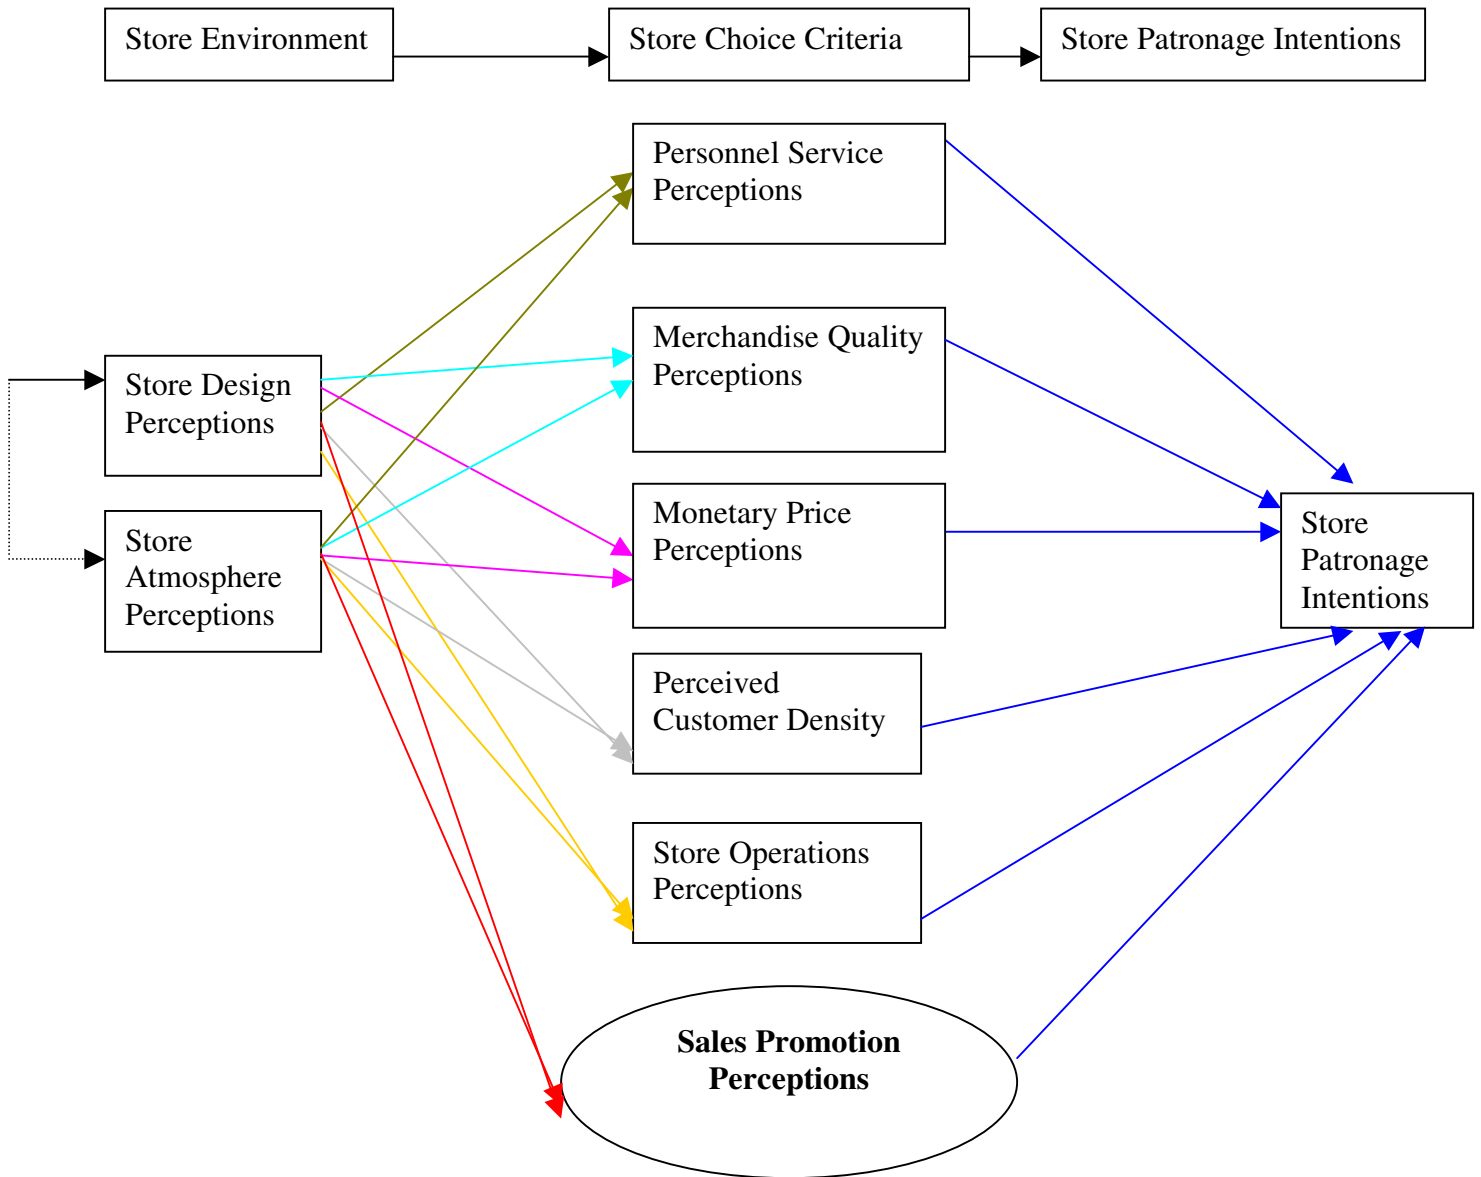 Store Environment
Store Choice Criteria
Store Patronage Intentions
Personnel Service
Perceptions
Merchandise Quality
Perceptions
Store Design
Perceptions
Monetary Price
Perceptions
Store
Atmosphere
Perceptions
Store
Patronage
Intentions
Perceived
Customer Density
Store Operations
Perceptions
Sales Promotion
Perceptions